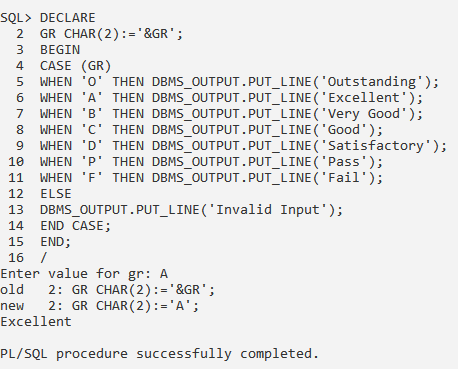 SQL> DECLARE
  2  GR CHAR(2):='&GR';
  3  BEGIN
  4  CASE (GR)
  5  WHEN 'O' THEN DBMS_OUTPUT.PUT_LINE('Outstanding');
  6  WHEN 'A' THEN DBMS_OUTPUT.PUT_LINE('Excellent');
  7  WHEN 'B' THEN DBMS_OUTPUT.PUT_LINE('Very Good');
  8  WHEN 'C' THEN DBMS_OUTPUT.PUT_LINE('Good');
  9  WHEN 'D' THEN DBMS_OUTPUT.PUT_LINE('Satisfactory');
 10  WHEN 'P' THEN DBMS_OUTPUT.PUT_LINE('Pass');
 11  WHEN 'F' THEN DBMS_OUTPUT.PUT_LINE('Fail');
 12  ELSE
 13  DBMS_OUTPUT.PUT_LINE('Invalid Input');
 14  END CASE;
 15  END;
 16  /
Enter value for gr: A
old   2: GR CHAR(2):='&GR';
new   2: GR CHAR(2):='A';
Excellent
PL/SQL procedure successfully completed.